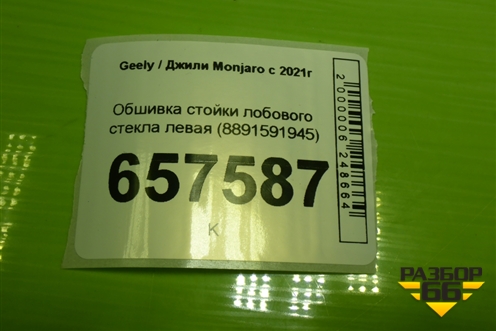 Geely / Джили Monjaro с 2021г
Обшивка стойки лобового
стекла левая (8891591945)
657587
К
2000006248664
РАЗБОР
66